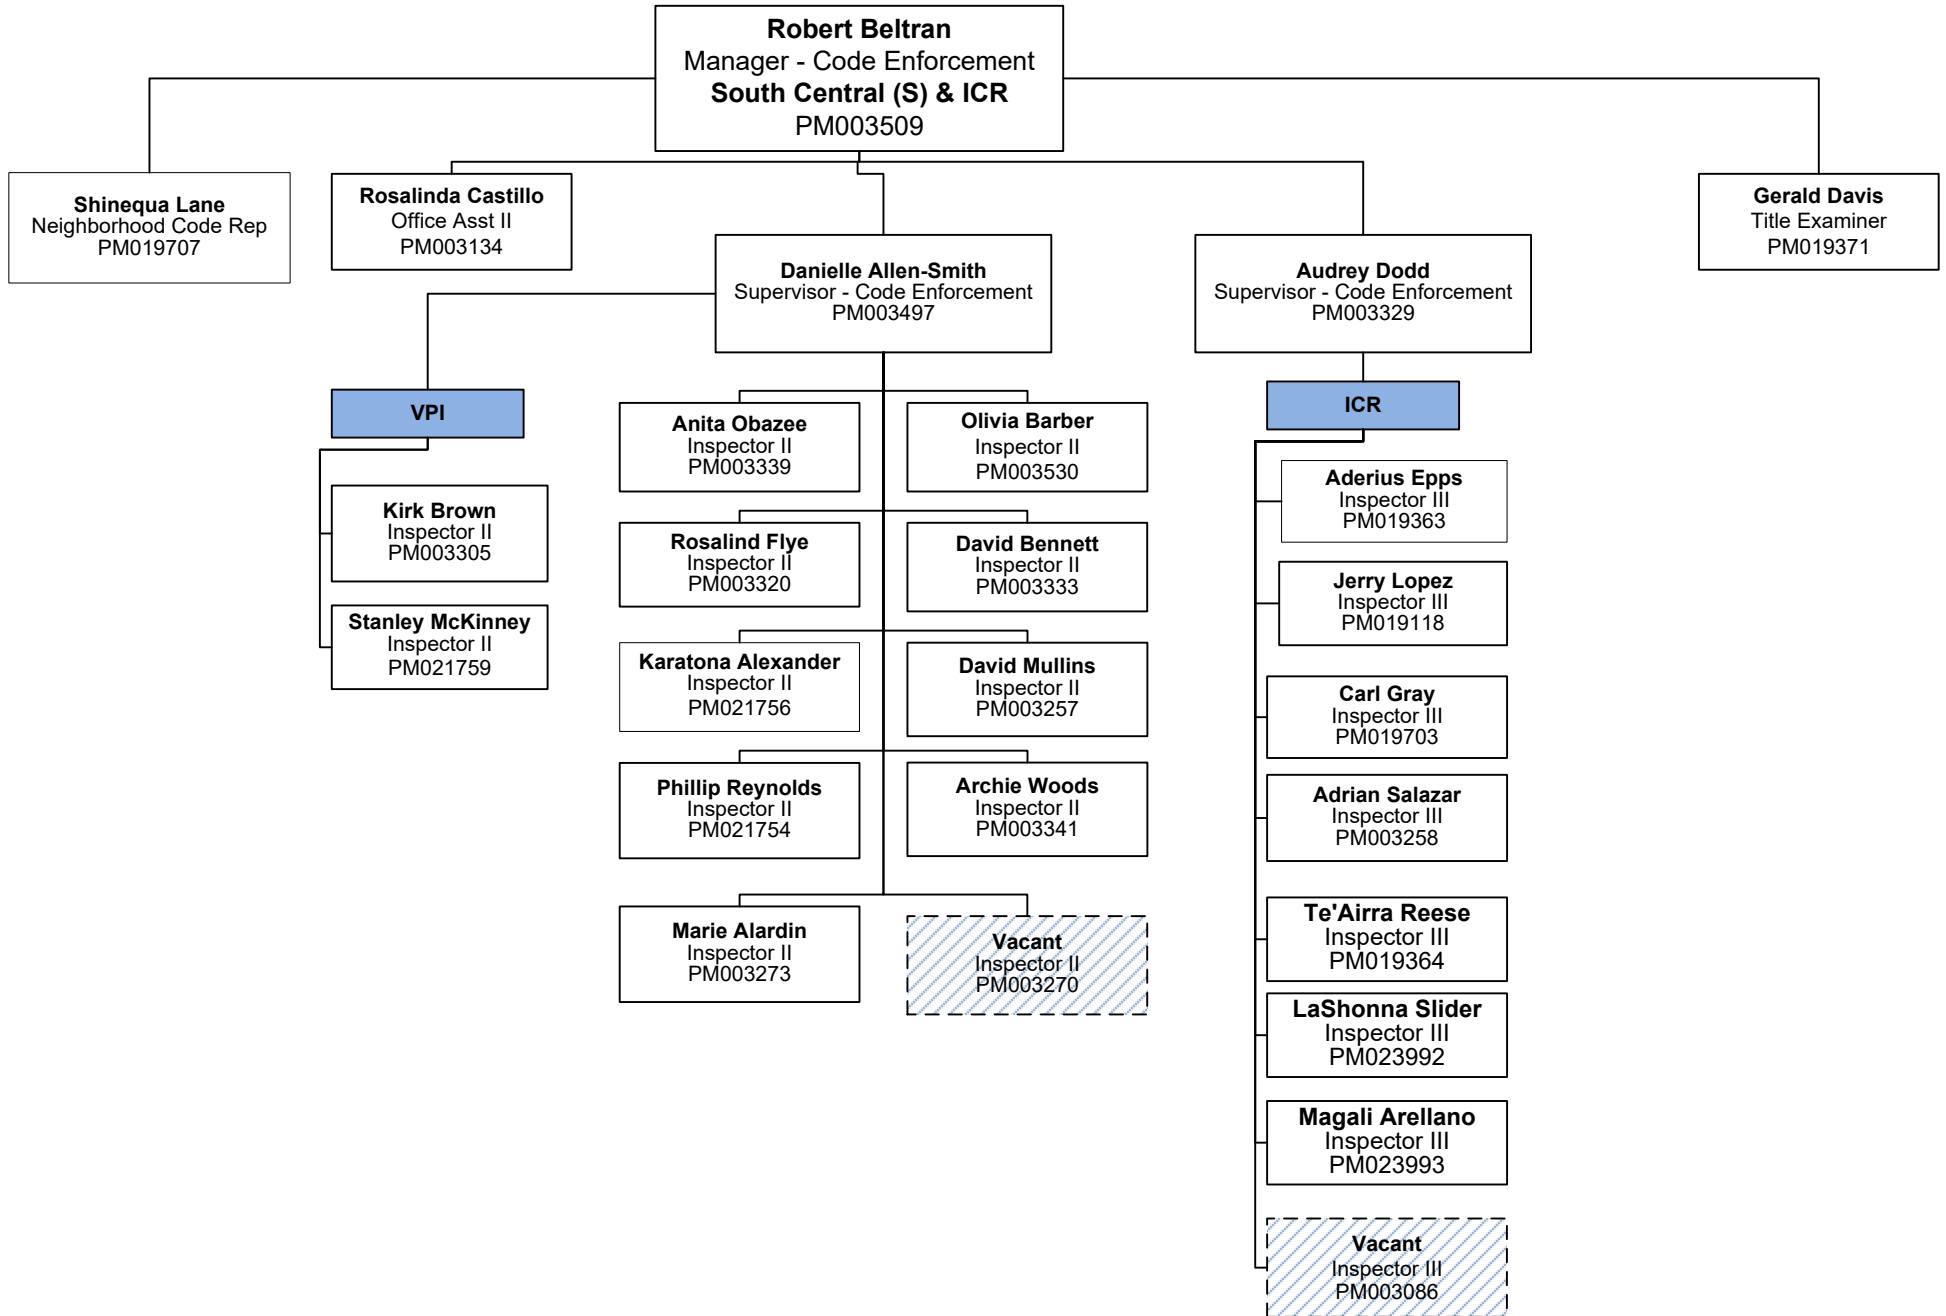 Robert Beltran
Manager - Code Enforcement
South Central (S) & ICR
PM003509
Shinequa Lane
Neighborhood Code Rep
PM019707
Rosalinda Castillo
Office Asst II
PM003134
Gerald Davis
Title Examiner
PM019371
Danielle Allen-Smith
Supervisor - Code Enforcement
PM003497
Audrey Dodd
Supervisor - Code Enforcement
PM003329
VPI
Kirk Brown
Inspector II
PM003305
Stanley McKinney
Inspector II
PM021759
Anita Obazee
Inspector II
PM003339
Olivia Barber
Inspector II
PM003530
Rosalind Flye
Inspector II
PM003320
David Bennett
Inspector II
PM003333
Karatona Alexander
Inspector II
PM021756
David Mullins
Inspector II
PM003257
Phillip Reynolds
Inspector II
PM021754
Archie Woods
Inspector II
PM003341
Marie Alardin
Inspector II
PM003273
Vacant
Inspector II
PM003270
ICR
Aderius Epps
Inspector III
PM019363
Jerry Lopez
Inspector III
PM019118
Carl Gray
Inspector III
PM019703
Adrian Salazar
Inspector III
PM003258
Te'Airra Reese
Inspector III
PM019364
LaShonna Slider
Inspector III
PM023992
Magali Arellano
Inspector III
PM023993
Vacant
Inspector III
PM003086